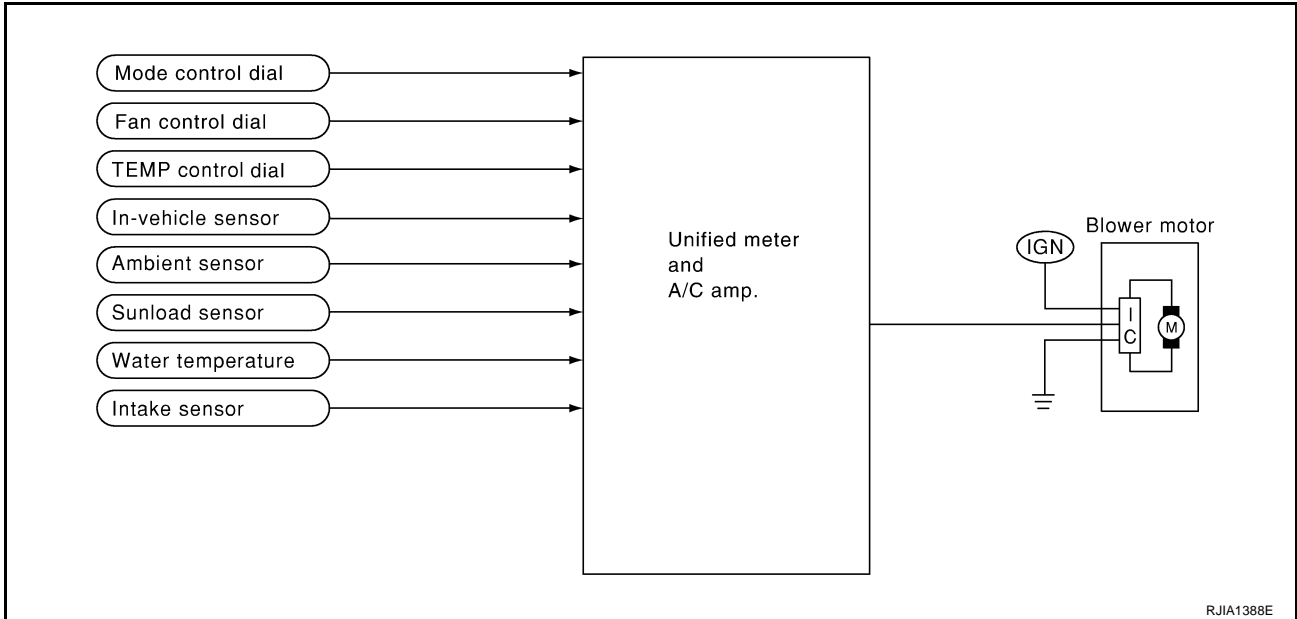 Mode control dial
Fan control dial
TEMP control dial
In-vehicle sensor
Ambient sensor
Sunload sensor
Water temperature
Intake sensor
Unified meter
and
A/C amp.
IGN
Blower motor
I
C
M
RJIA1388E